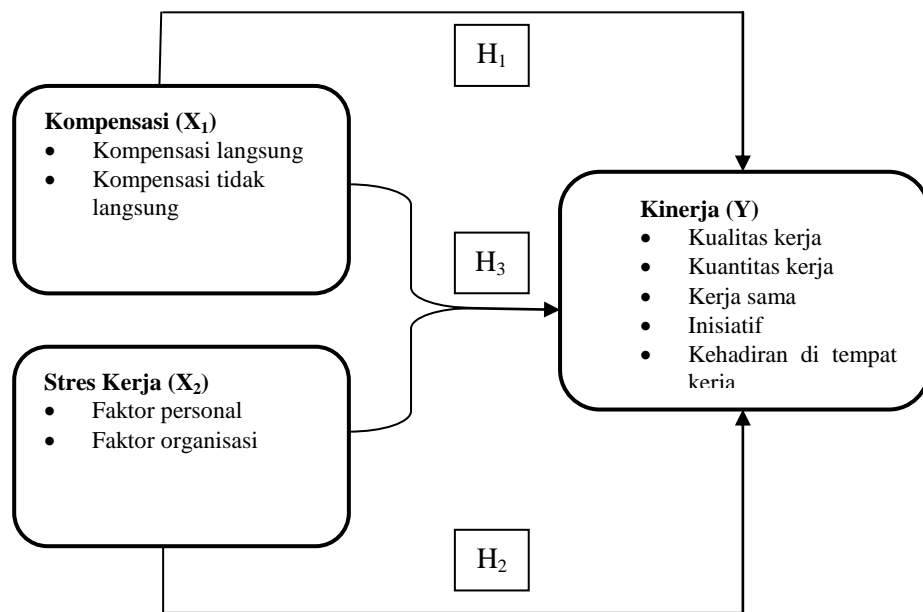 H₁
Kompensasi (X₁)
• Kompensasi langsung
• Kompensasi tidak
langsung
Kinerja (Y)
• Kualitas kerja
• Kuantitas kerja
• Kerja sama
• Inisiatif
• Kehadiran di tempat
kerja
H₃
Stres Kerja (X₂)
• Faktor personal
• Faktor organisasi
H₂